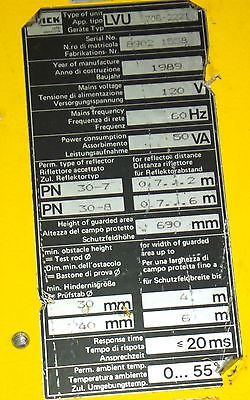 Type of unit
App. tipo
Geräte Typ
LVU
Serial No.
N.ro di matricola
Fabrikations Nr.
8902 1558
Year of manufacture
Anno di costruzione
Baujahr
1989
Mains voltage
Tensione di alimentazione
Versorgungsspannung
120 V
Mains frequency
Frequenza di rete
Frequenz
60 Hz
Power consumption
Assorbimento
Leistungsaufnahme
50 VA
Perm. type of reflector
Riflettore accettato
Zul. Reflektortyp
for reflector distance
Distanza riflettore
für Reflektorabstand
PN 30-7 0,7...12 m
PN 30-8 0,7...16 m
Height of guarded area
Altezza del campo protetto
Schutzfeldhöhe
690 mm
min. obstacle height
= Test rod Ø
Dim. min. dell'ostacolo
= Bastone di prova Ø
min. Hindernisgröße
= Prüfstab Ø
for width of guarded
area up to
Per una larghezza di
campo protetta fino a
für Schutzfeldbreite bis
30 mm 4 m
40 mm 6 m
Response time
Tempo di risposta
Ansprechzeit
≤ 20 ms
Perm. ambient temp.
Temperatura ambiente
Zul. Umgebungstemp.
0... 55°